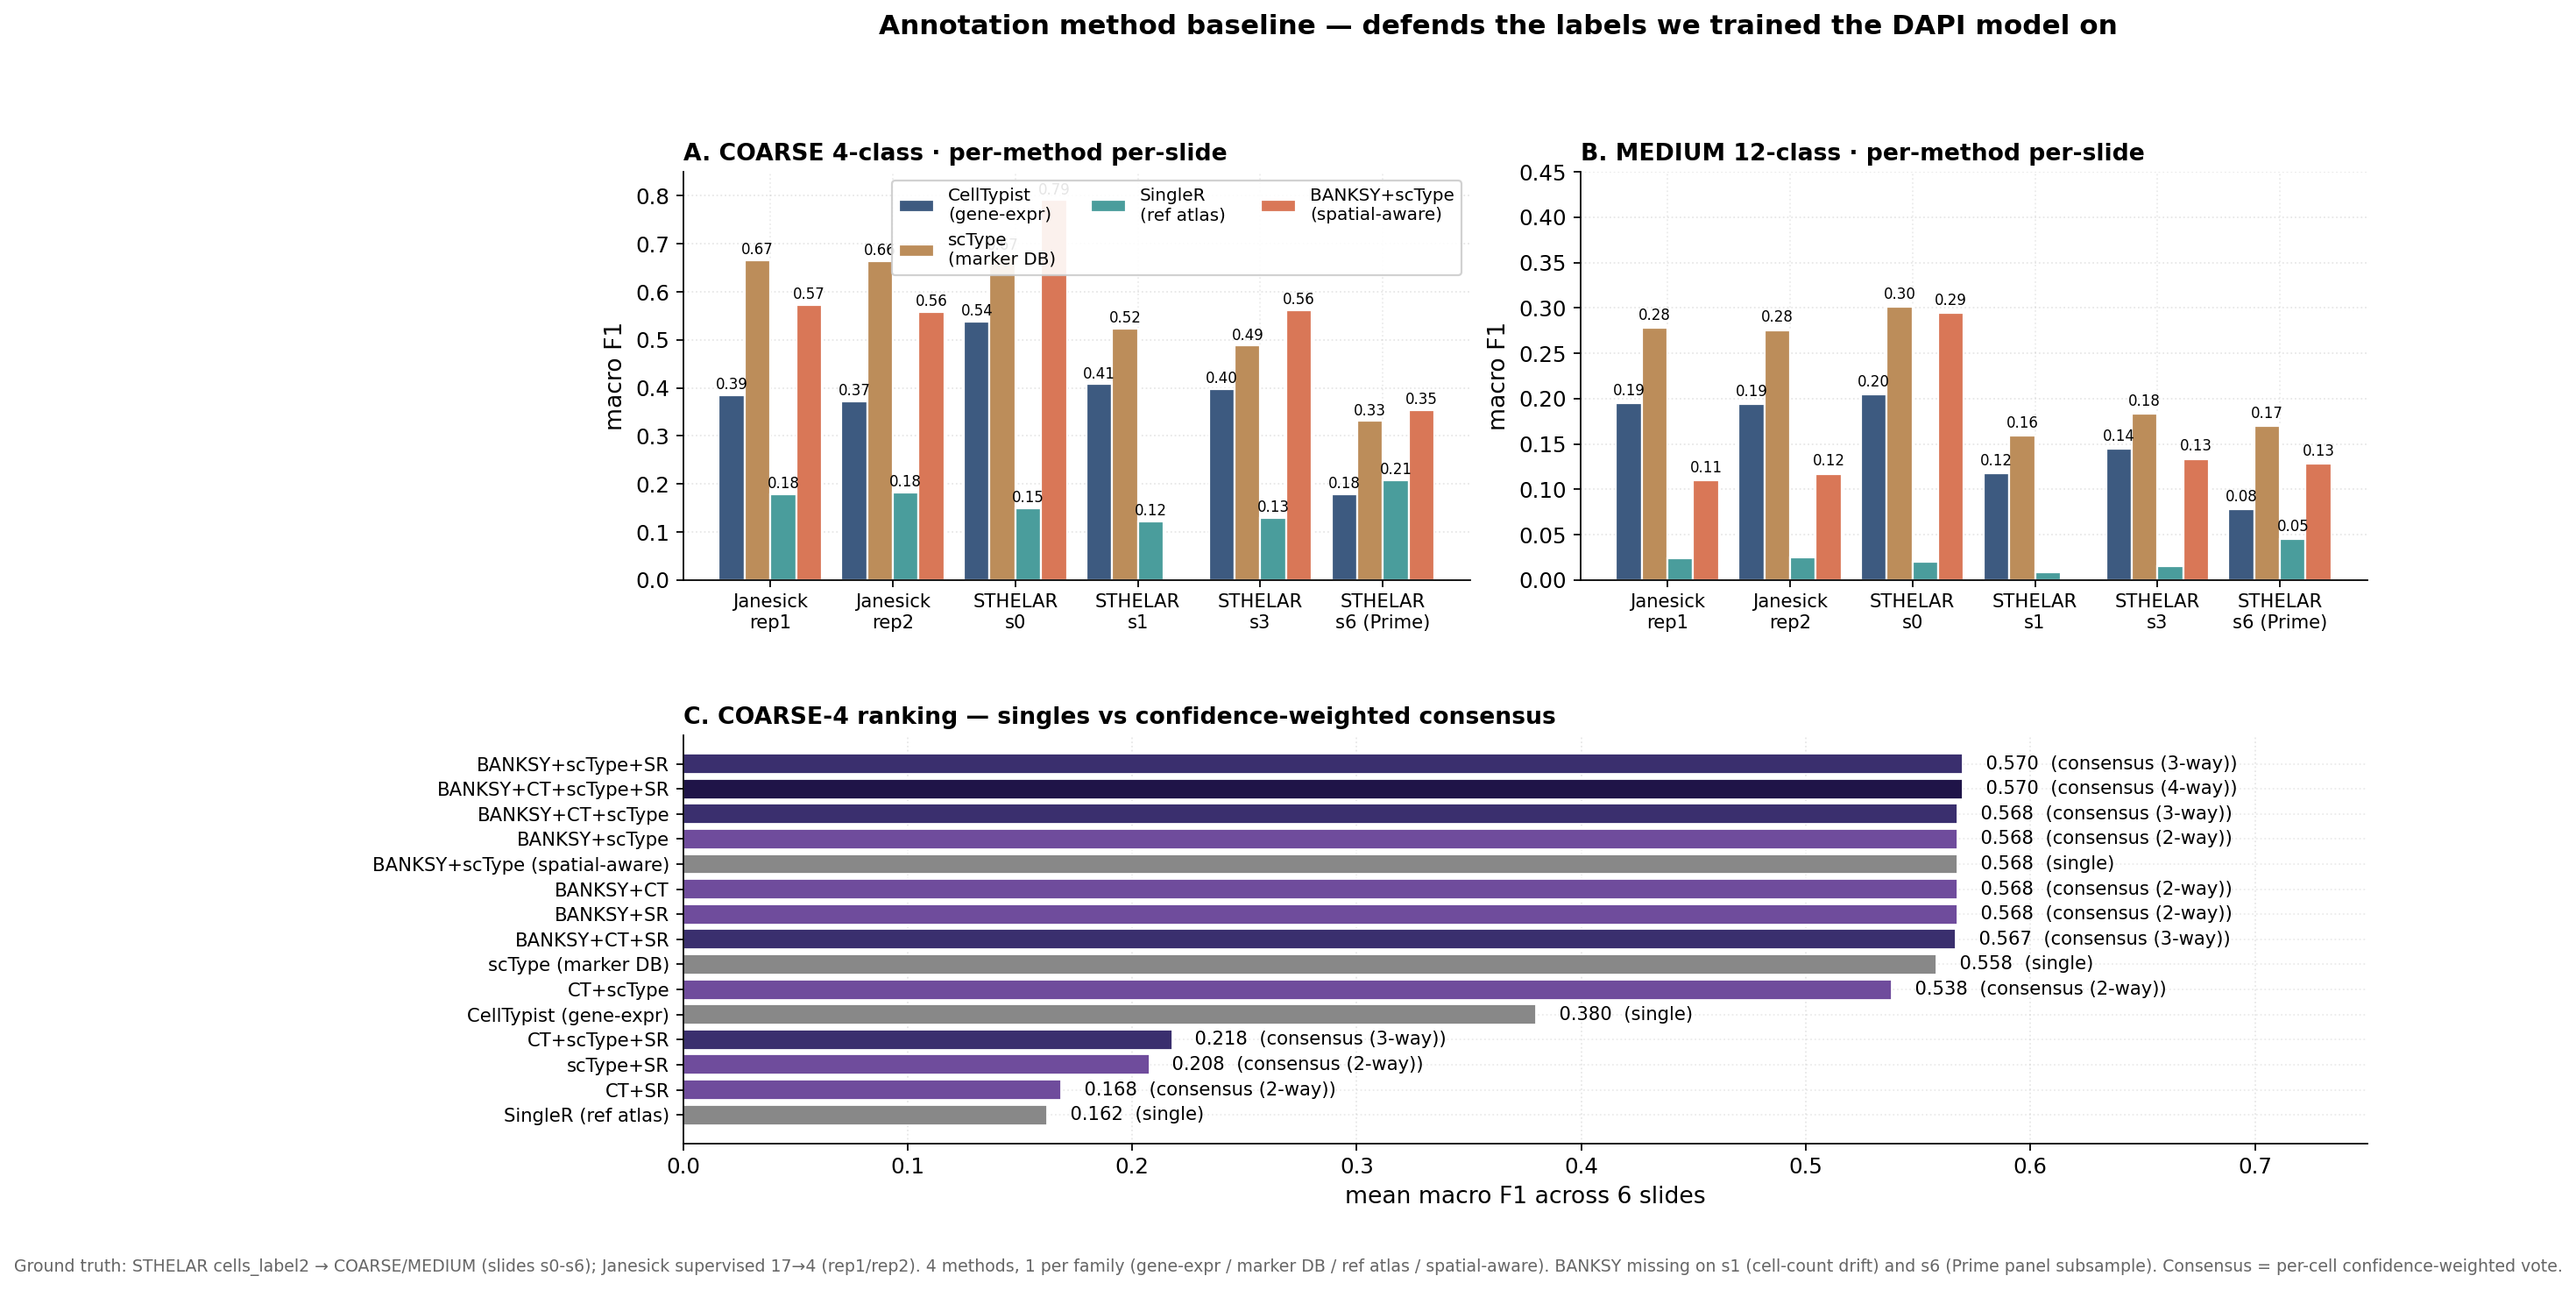 Annotation method baseline — defends the labels we trained the DAPI model on
A. COARSE 4-class · per-method per-slide
macro F1
0.8
0.7
0.6
0.5
0.4
0.3
0.2
0.1
0.0
CellTypist
(gene-expr)
scType
(marker DB)
SingleR
(ref atlas)
BANKSY+scType
(spatial-aware)
0.39 0.67 0.18 0.57
0.37 0.66 0.18 0.56
0.54 0.15 0.79
0.41 0.52 0.12
0.40 0.49 0.13 0.56
0.18 0.33 0.21 0.35
Janesick
rep1
Janesick
rep2
STHELAR
s0
STHELAR
s1
STHELAR
s3
STHELAR
s6 (Prime)
B. MEDIUM 12-class · per-method per-slide
macro F1
0.45
0.40
0.35
0.30
0.25
0.20
0.15
0.10
0.05
0.00
0.19 0.28 0.11
0.19 0.28 0.12
0.20 0.30 0.29
0.12 0.16
0.14 0.18 0.13
0.08 0.17 0.05 0.13
Janesick
rep1
Janesick
rep2
STHELAR
s0
STHELAR
s1
STHELAR
s3
STHELAR
s6 (Prime)
C. COARSE-4 ranking — singles vs confidence-weighted consensus
BANKSY+scType+SR 0.570 (consensus (3-way))
BANKSY+CT+scType+SR 0.570 (consensus (4-way))
BANKSY+CT+scType 0.568 (consensus (3-way))
BANKSY+scType 0.568 (consensus (2-way))
BANKSY+scType (spatial-aware) 0.568 (single)
BANKSY+CT 0.568 (consensus (2-way))
BANKSY+SR 0.568 (consensus (2-way))
BANKSY+CT+SR 0.567 (consensus (3-way))
scType (marker DB) 0.558 (single)
CT+scType 0.538 (consensus (2-way))
CellTypist (gene-expr) 0.380 (single)
CT+scType+SR 0.218 (consensus (3-way))
scType+SR 0.208 (consensus (2-way))
CT+SR 0.168 (consensus (2-way))
SingleR (ref atlas) 0.162 (single)
0.0 0.1 0.2 0.3 0.4 0.5 0.6 0.7
mean macro F1 across 6 slides
Ground truth: STHELAR cells_label2 → COARSE/MEDIUM (slides s0-s6); Janesick supervised 17→4 (rep1/rep2). 4 methods, 1 per family (gene-expr / marker DB / ref atlas / spatial-aware). BANKSY missing on s1 (cell-count drift) and s6 (Prime panel subsample). Consensus = per-cell confidence-weighted vote.